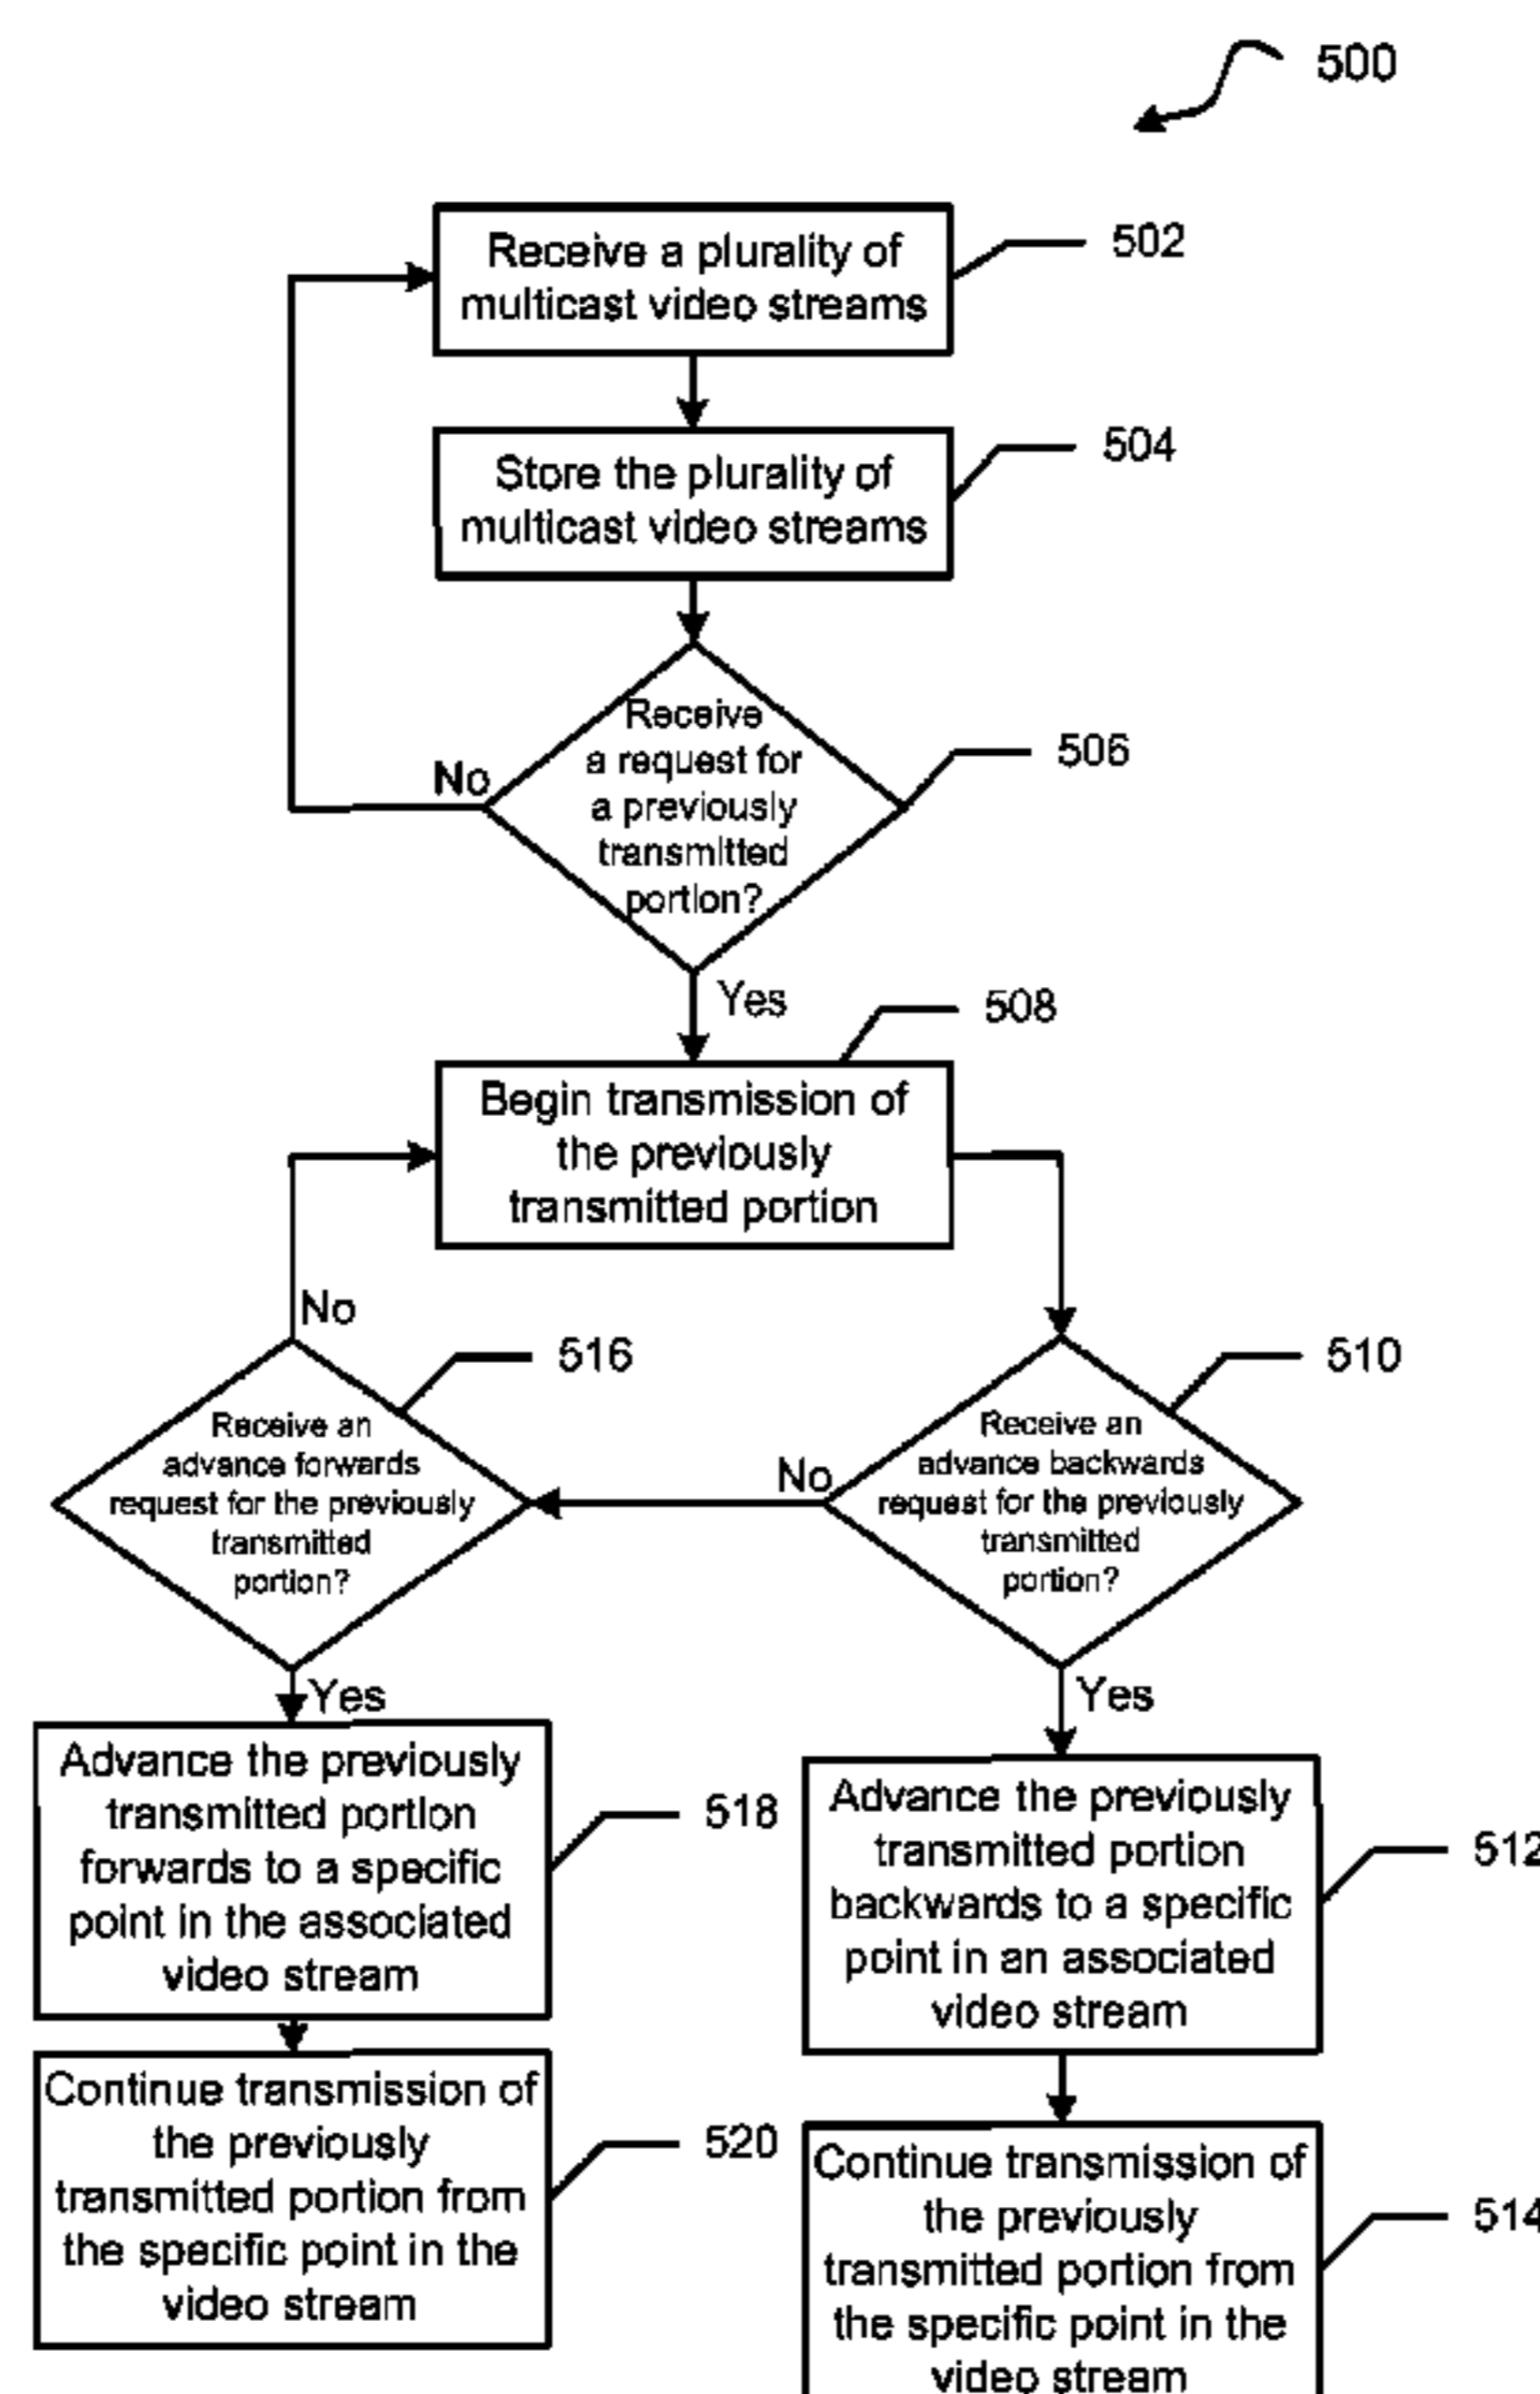 500
Receive a plurality of
multicast video streams
502
Store the plurality of
multicast video streams
504
Receive
a request for
a previously
transmitted
portion?
506
No
Yes
508
Begin transmission of
the previously
transmitted portion
No
516
510
Receive an
advance forwards
request for the previously
transmitted
portion?
No
Receive an
advance backwards
request for the previously
transmitted
portion?
Yes
Yes
Advance the previously
transmitted portion
forwards to a specific
point in the associated
video stream
518
Advance the previously
transmitted portion
backwards to a specific
point in an associated
video stream
512
Continue transmission of
the previously
transmitted portion from
the specific point in the
video stream
520
Continue transmission of
the previously
transmitted portion from
the specific point in the
video stream
514